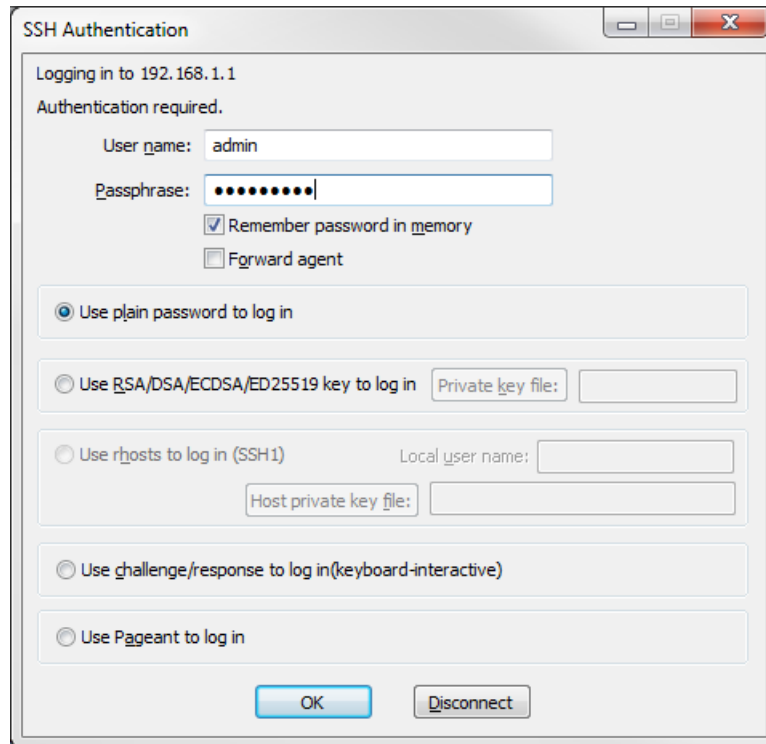 SSH Authentication
Logging in to 192.168.1.1
Authentication required.
User name: admin
Passphrase: ●●●●●●●●●
Remember password in memory
Forward agent
Use plain password to log in
Use RSA/DSA/ECDSA/ED25519 key to log in Private key file:
Use rhosts to log in (SSH1) Local user name:
Host private key file:
Use challenge/response to log in(keyboard-interactive)
Use Pageant to log in
OK Disconnect